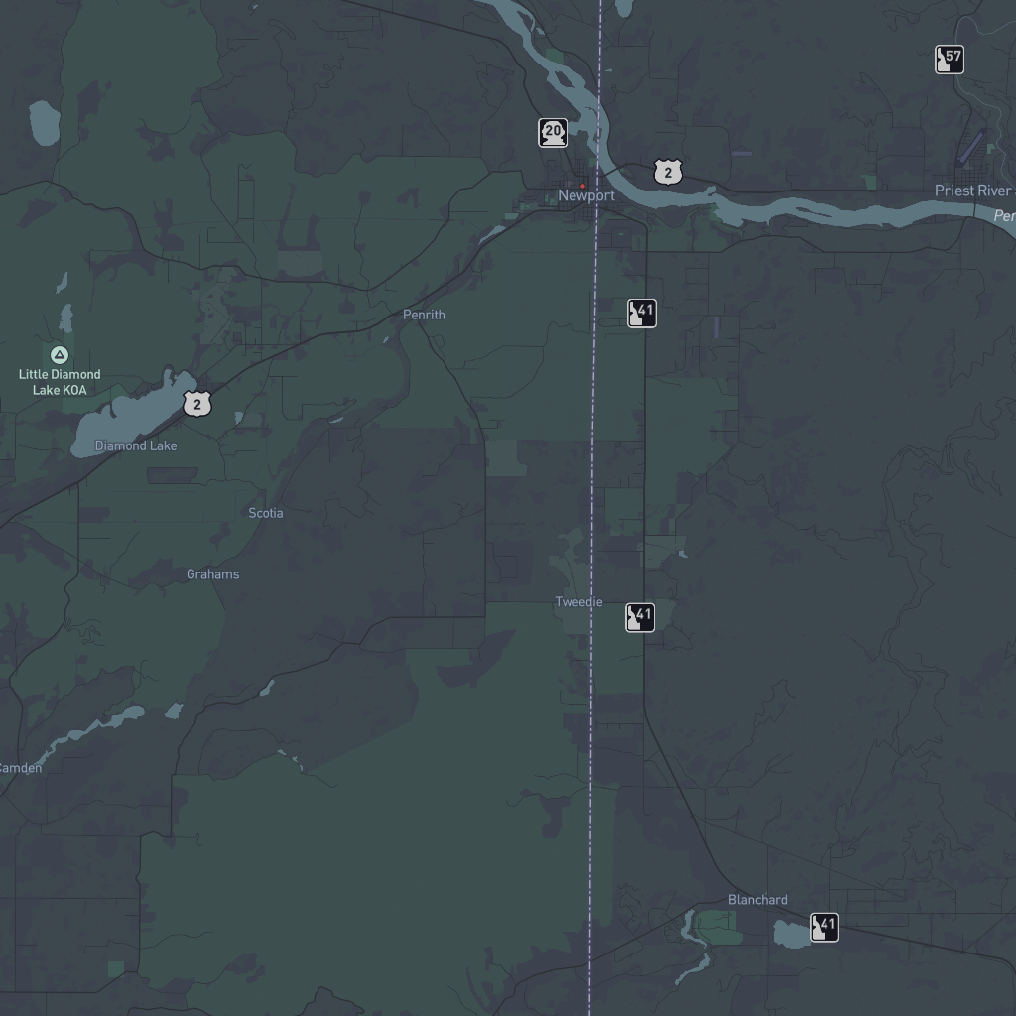 57
20
2
Newport
Priest River
Per
41
Penrith
Little Diamond
Lake KOA
2
Diamond Lake
Scotia
Grahams
Tweedie
41
Camden
Blanchard
41